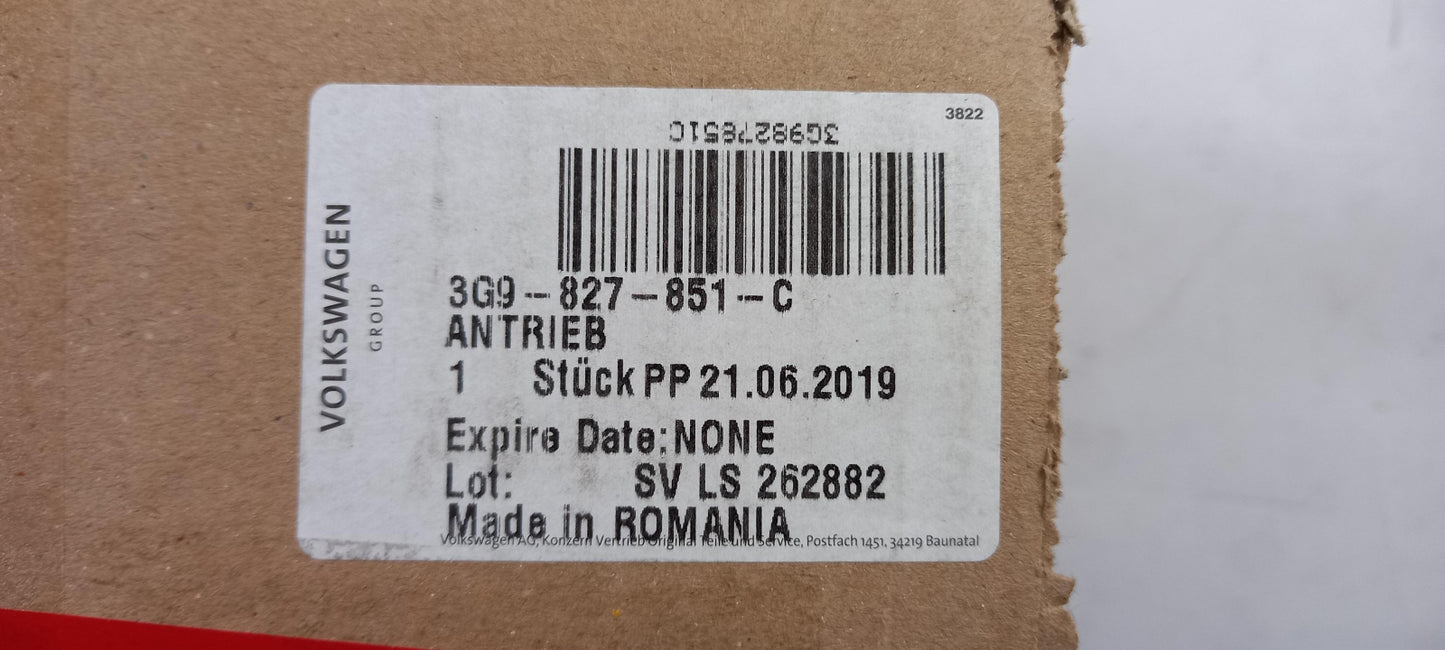 3822
3G9827851C
VOLKSWAGEN
GROUP
3G9-827-851-C
ANTRIEB
1 Stück PP 21.06.2019
Expire Date:NONE
Lot: SV LS 262882
Made in ROMANIA
Volkswagen AG, Konzern Vertrieb Original Teile und Service, Postfach 1451, 34219 Baunatal